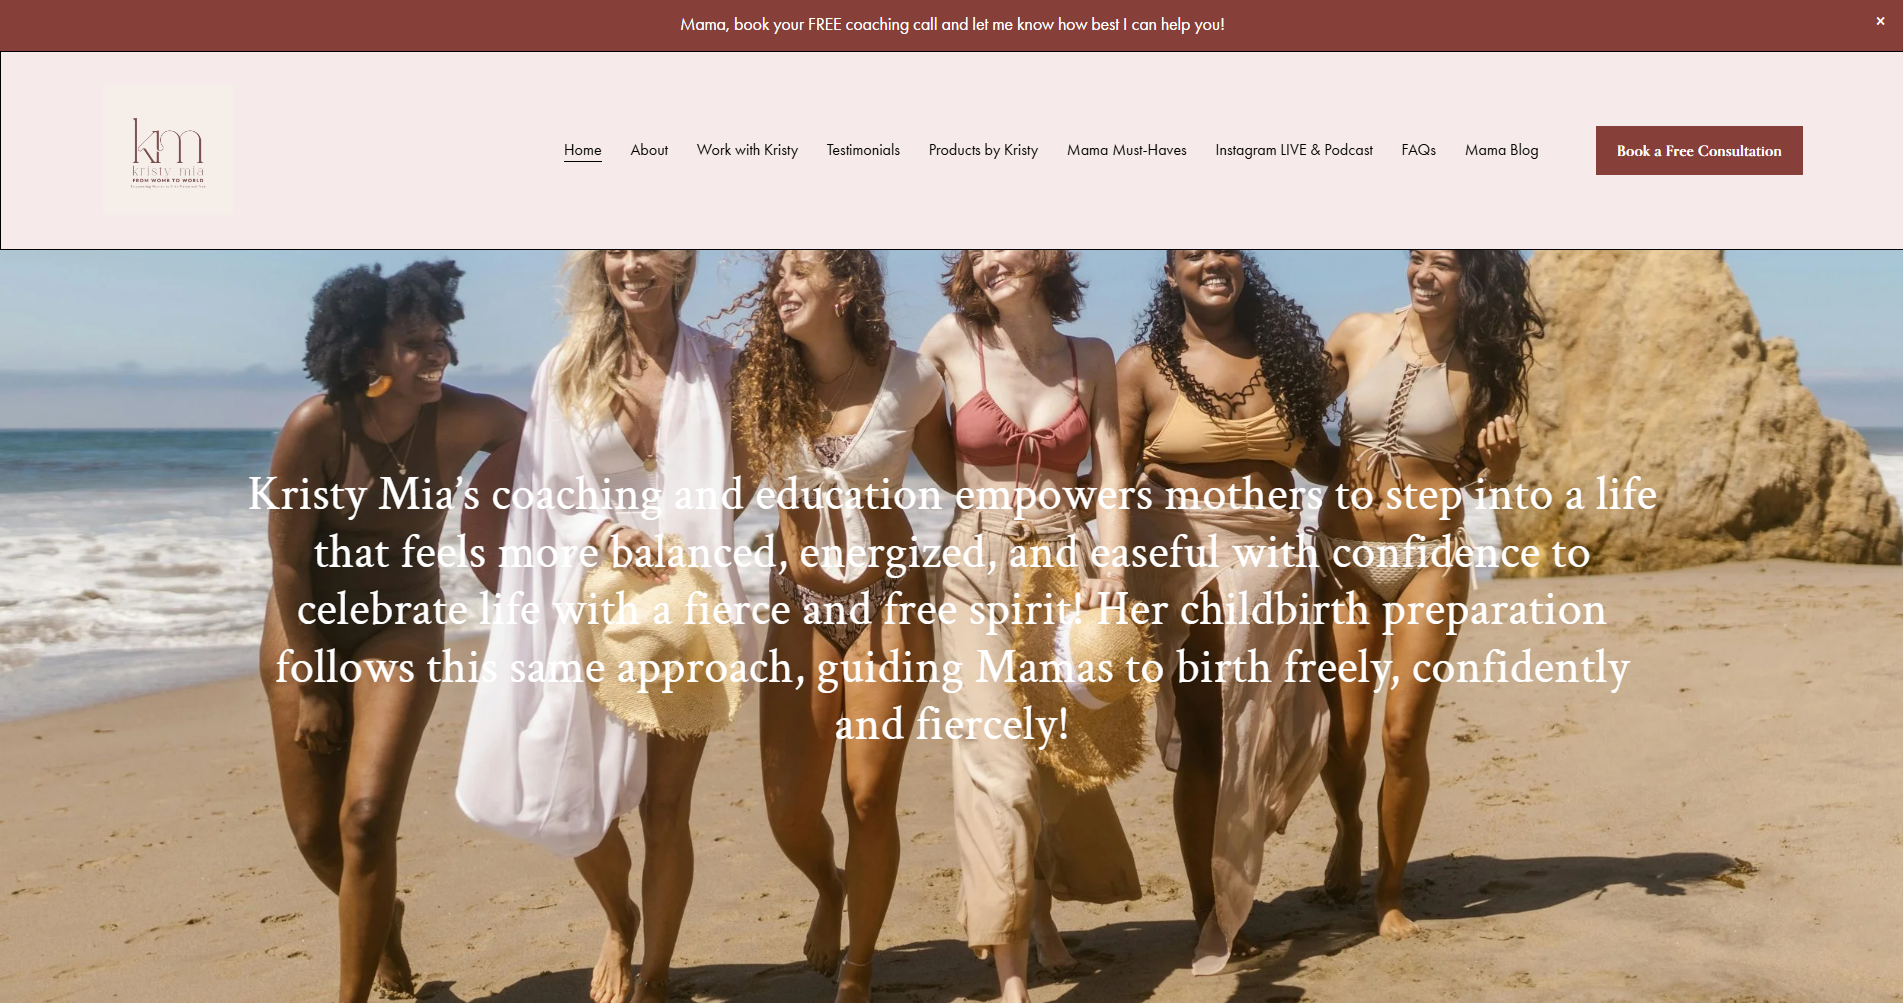 Mama, book your FREE coaching call and let me know how best I can help you!
×
km
kristy mia
FROM WOMB TO WORLD
Home About Work with Kristy Testimonials Products by Kristy Mama Must-Haves Instagram LIVE & Podcast FAQs Mama Blog
Book a Free Consultation
Kristy Mia’s coaching and education empowers mothers to step into a life
that feels more balanced, energized, and easeful with confidence to
celebrate life with a fierce and free spirit! Her childbirth preparation
follows this same approach, guiding Mamas to birth freely, confidently
and fiercely!